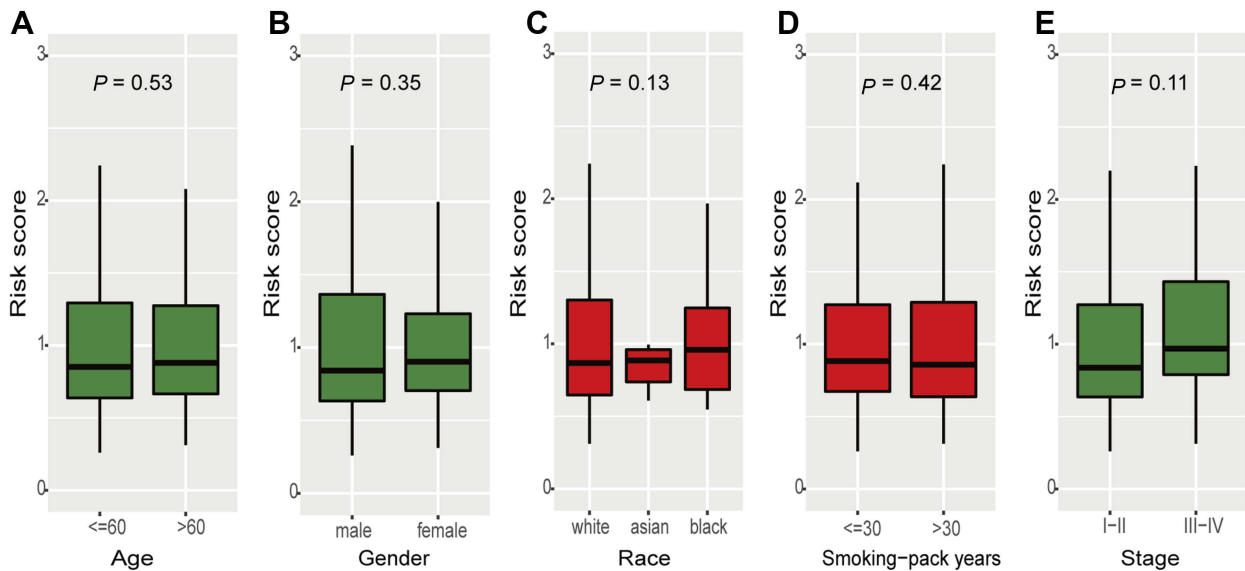 A
Risk score
3
2
1
0
P = 0.53
<=60 >60
Age
B
Risk score
3
2
1
0
P = 0.35
male female
Gender
C
Risk score
3
2
1
0
P = 0.13
white asian black
Race
D
Risk score
3
2
1
0
P = 0.42
<=30 >30
Smoking−pack years
E
Risk score
3
2
1
0
P = 0.11
I−II III−IV
Stage